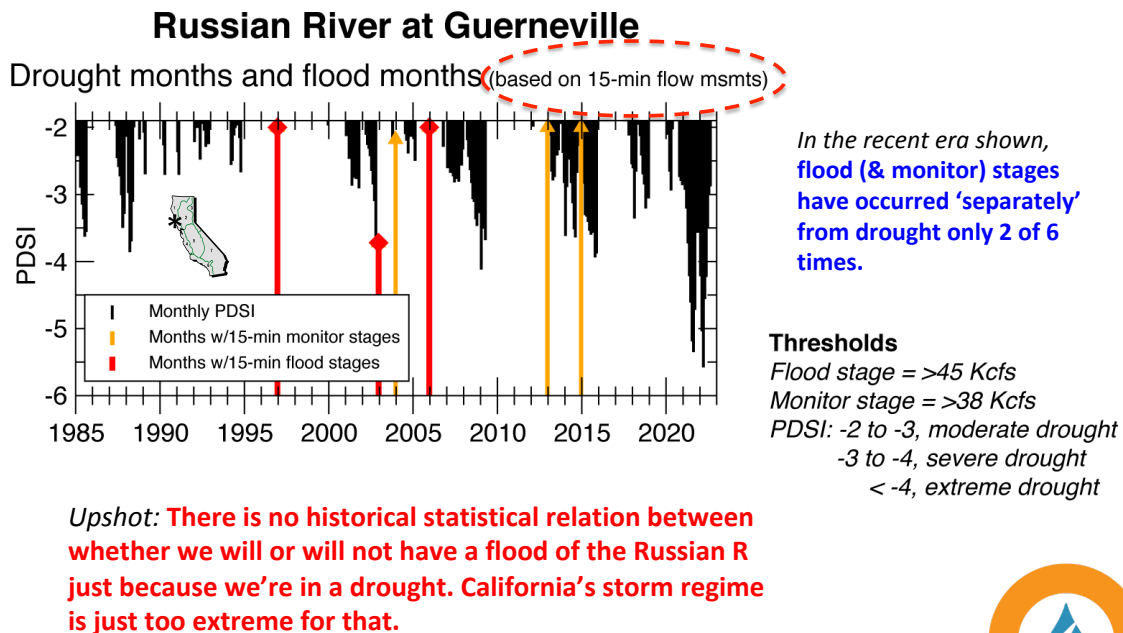 Russian River at Guerneville
Drought months and flood months (based on 15-min flow msmts)
-2
-3
-4
-5
-6
PDSI
Monthly PDSI
Months w/15-min monitor stages
Months w/15-min flood stages
1985 1990 1995 2000 2005 2010 2015 2020
In the recent era shown,
flood (& monitor) stages
have occurred ‘separately’
from drought only 2 of 6
times.
Thresholds
Flood stage = >45 Kcfs
Monitor stage = >38 Kcfs
PDSI: -2 to -3, moderate drought
-3 to -4, severe drought
< -4, extreme drought
Upshot: There is no historical statistical relation between
whether we will or will not have a flood of the Russian R
just because we’re in a drought. California’s storm regime
is just too extreme for that.